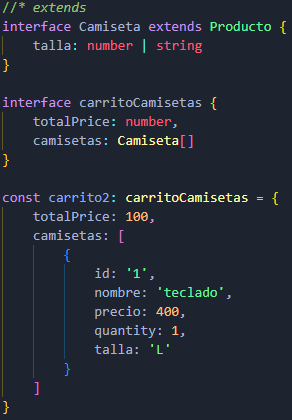 //* extends
interface Camiseta extends Producto {
    talla: number | string
}
interface carritoCamisetas {
    totalPrice: number,
    camisetas: Camiseta[]
}
const carrito2: carritoCamisetas = {
    totalPrice: 100,
    camisetas: [
        {
            id: '1',
            nombre: 'teclado',
            precio: 400,
            quantity: 1,
            talla: 'L'
        }
    ]
}